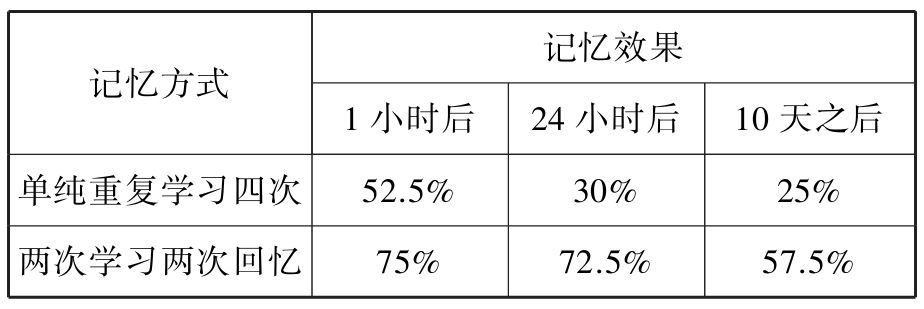 记忆方式 记忆效果
1 小时后 24 小时后 10 天之后
单纯重复学习四次 52.5% 30% 25%
两次学习两次回忆 75% 72.5% 57.5%